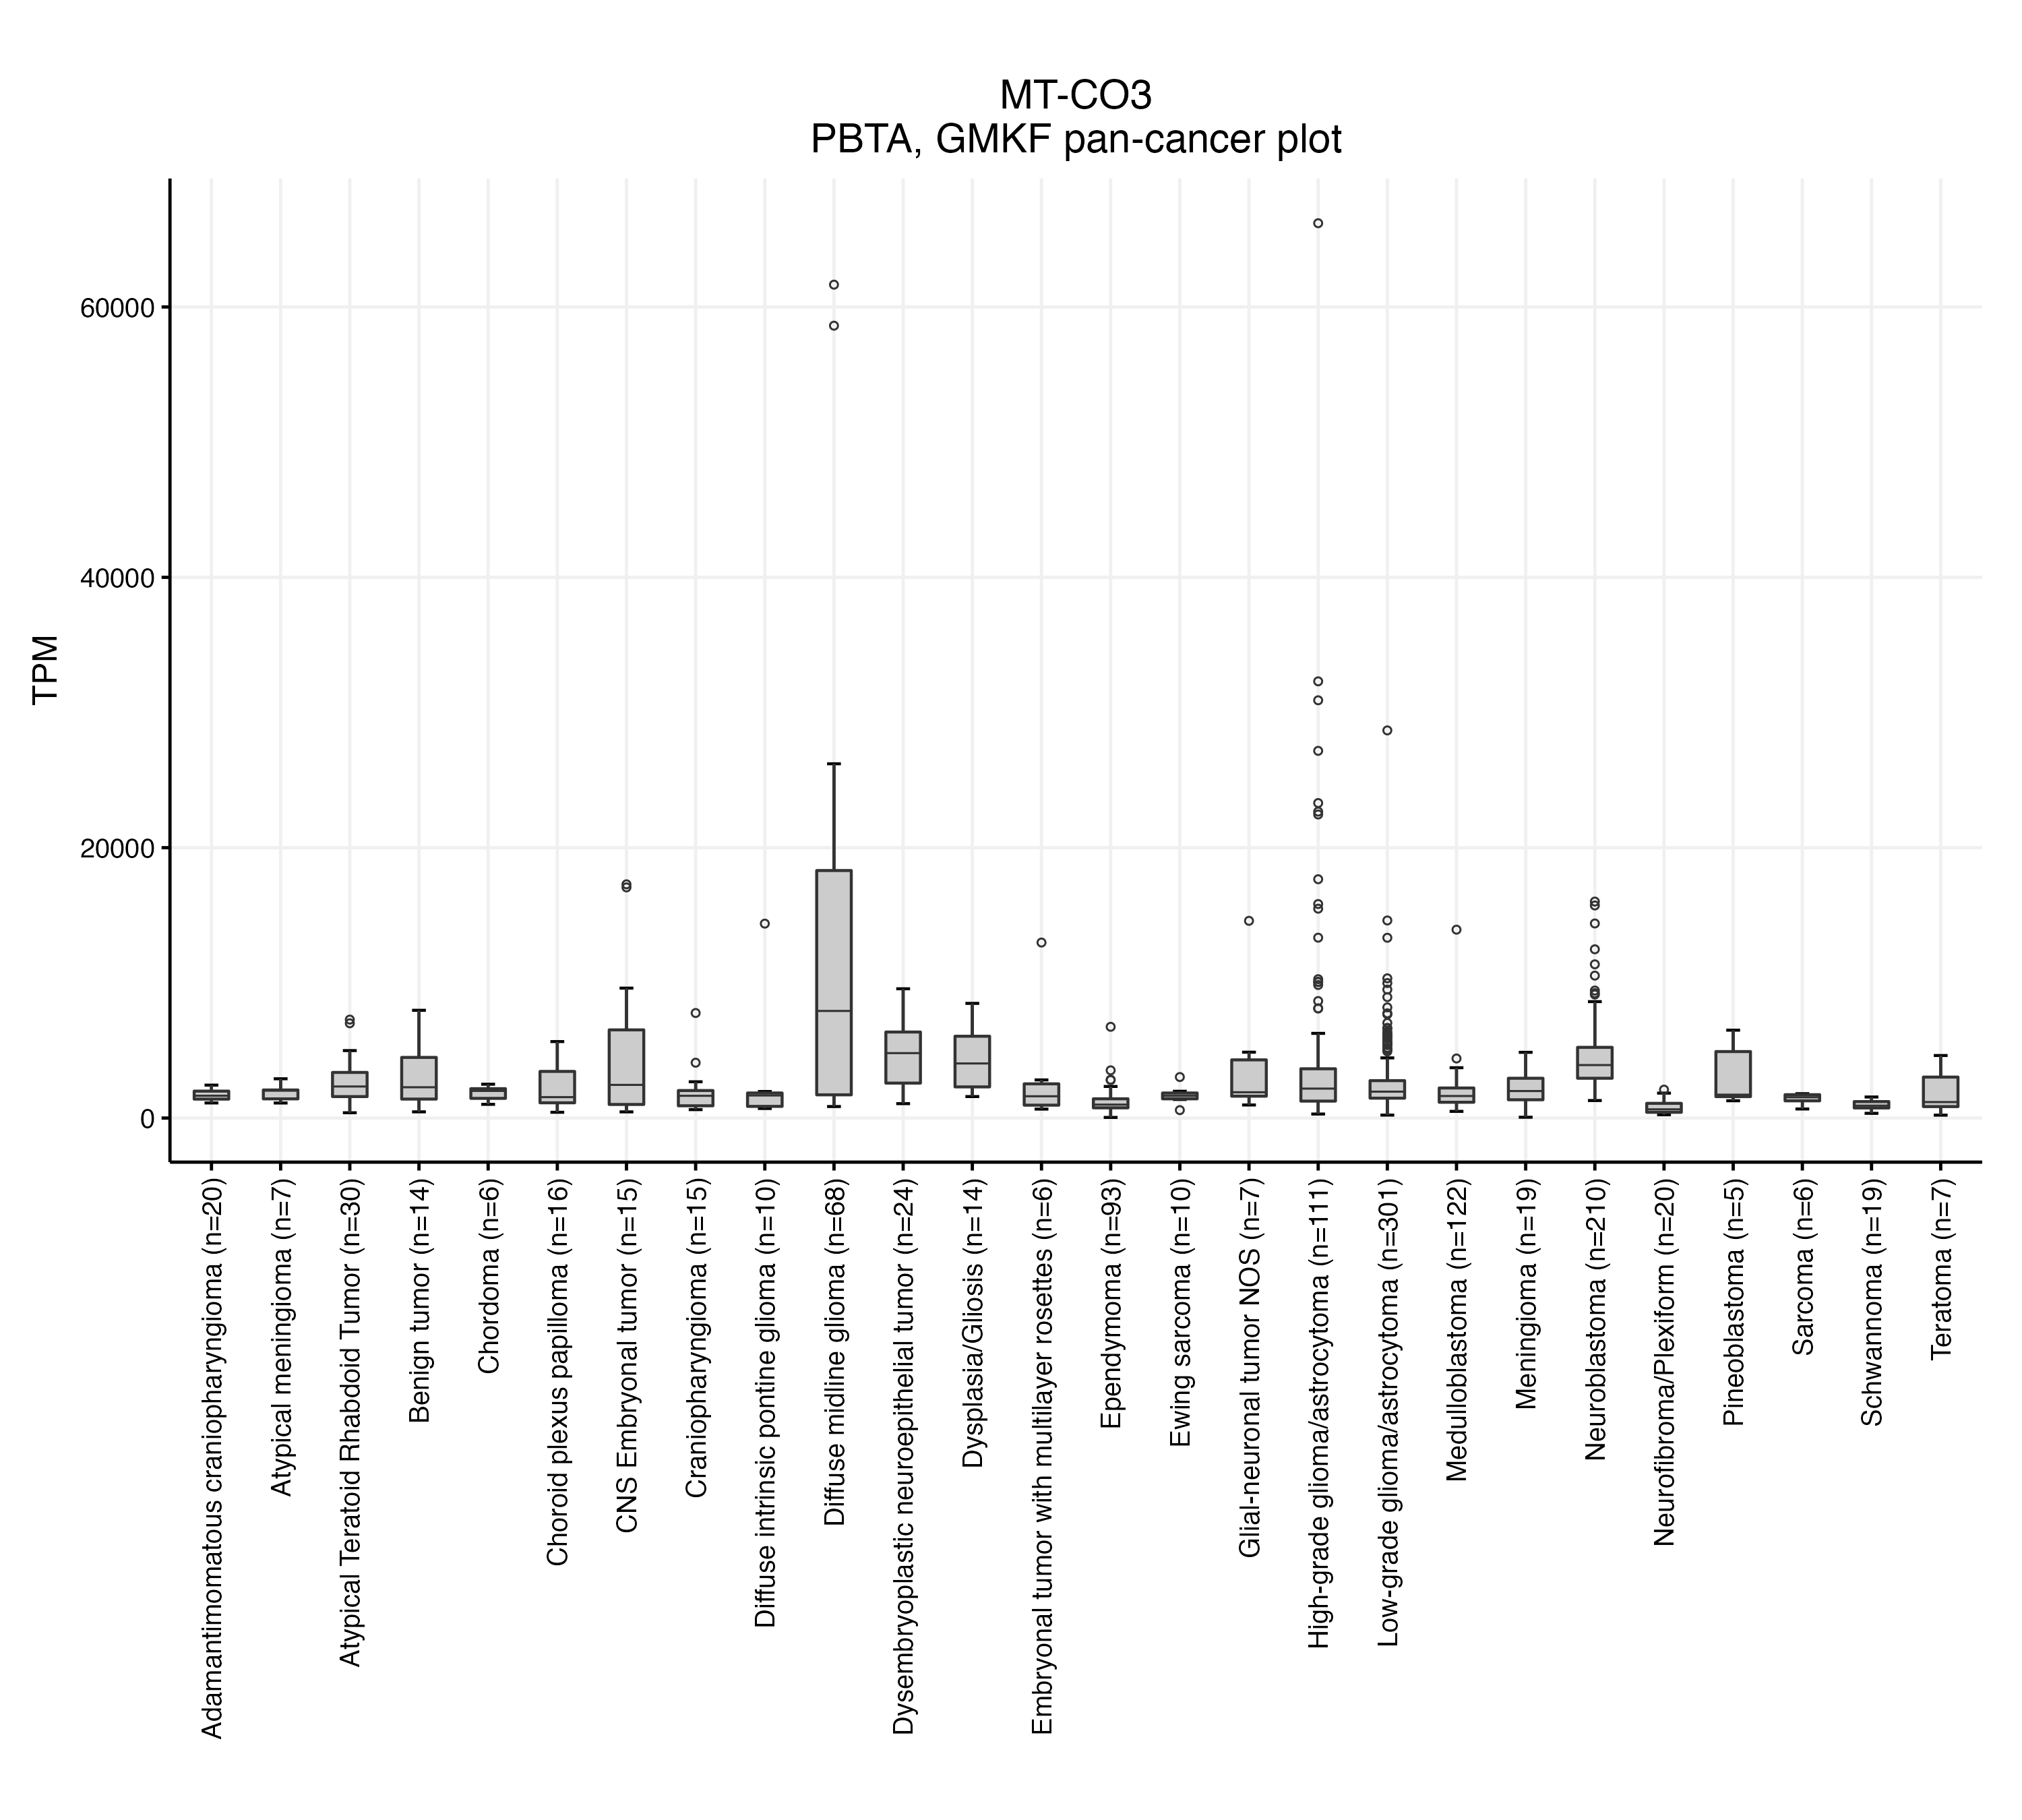 MT-CO3
PBTA, GMKF pan-cancer plot
TPM
60000
40000
20000
0
Adamantimomatous craniopharyngioma (n=20)
Atypical meningioma (n=7)
Atypical Teratoid Rhabdoid Tumor (n=30)
Benign tumor (n=14)
Chordoma (n=6)
Choroid plexus papilloma (n=16)
CNS Embryonal tumor (n=15)
Craniopharyngioma (n=15)
Diffuse intrinsic pontine glioma (n=10)
Diffuse midline glioma (n=68)
Dysembryoplastic neuroepithelial tumor (n=24)
Dysplasia/Gliosis (n=14)
Embryonal tumor with multilayer rosettes (n=6)
Ependymoma (n=93)
Ewing sarcoma (n=10)
Glial-neuronal tumor NOS (n=7)
High-grade glioma/astrocytoma (n=111)
Low-grade glioma/astrocytoma (n=301)
Medulloblastoma (n=122)
Meningioma (n=19)
Neuroblastoma (n=210)
Neurofibroma/Plexiform (n=20)
Pineoblastoma (n=5)
Sarcoma (n=6)
Schwannoma (n=19)
Teratoma (n=7)